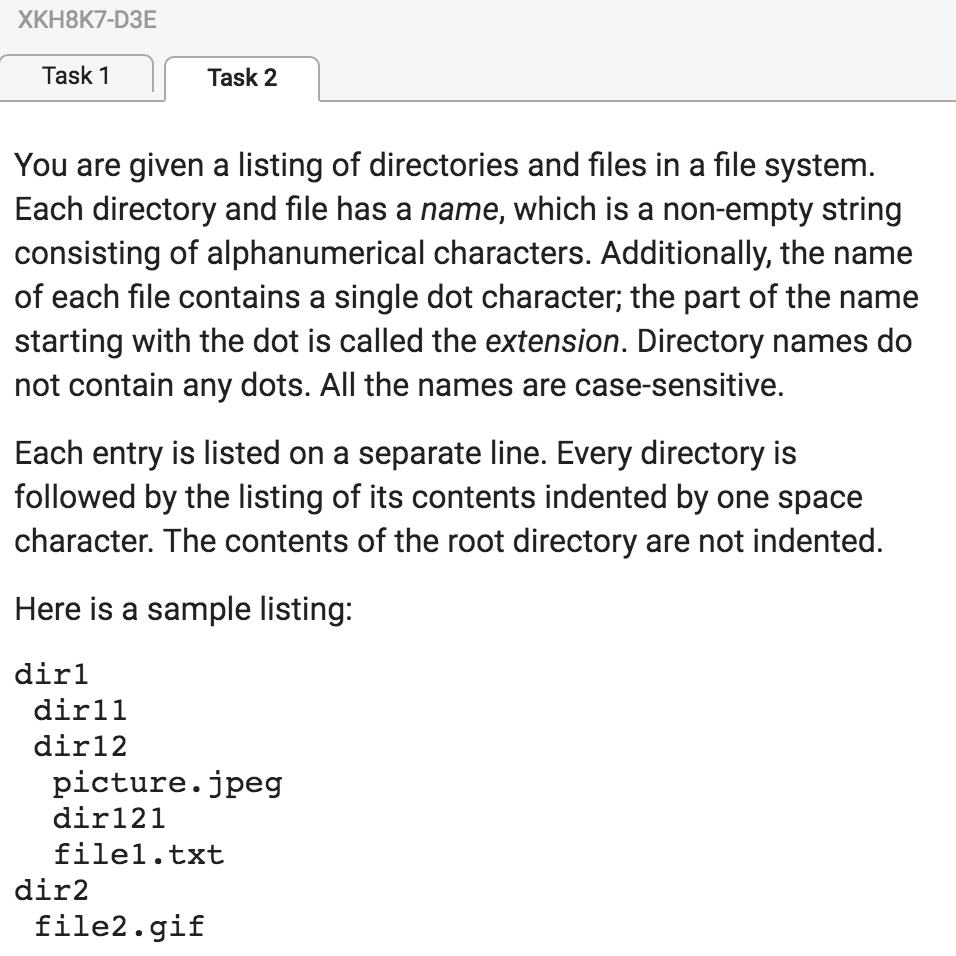 XKH8K7-D3E
Task 1
Task 2
You are given a listing of directories and files in a file system.
Each directory and file has a name, which is a non-empty string
consisting of alphanumerical characters. Additionally, the name
of each file contains a single dot character; the part of the name
starting with the dot is called the extension. Directory names do
not contain any dots. All the names are case-sensitive.
Each entry is listed on a separate line. Every directory is
followed by the listing of its contents indented by one space
character. The contents of the root directory are not indented.
Here is a sample listing:
dir1
 dir11
 dir12
  picture.jpeg
  dir121
  file1.txt
dir2
 file2.gif